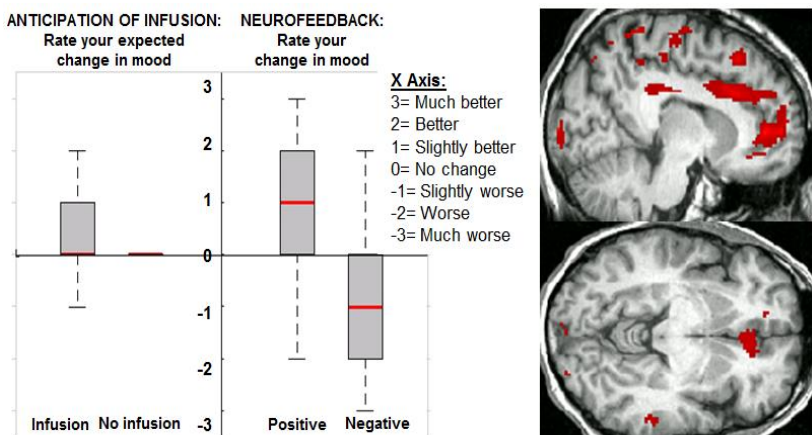 ANTICIPATION OF INFUSION:
Rate your expected
change in mood
NEUROFEEDBACK:
Rate your
change in mood
3
2
1
0
-1
-2
-3
Infusion
No infusion
Positive
Negative
X Axis:
3= Much better
2= Better
1= Slightly better
0= No change
-1= Slightly worse
-2= Worse
-3= Much worse